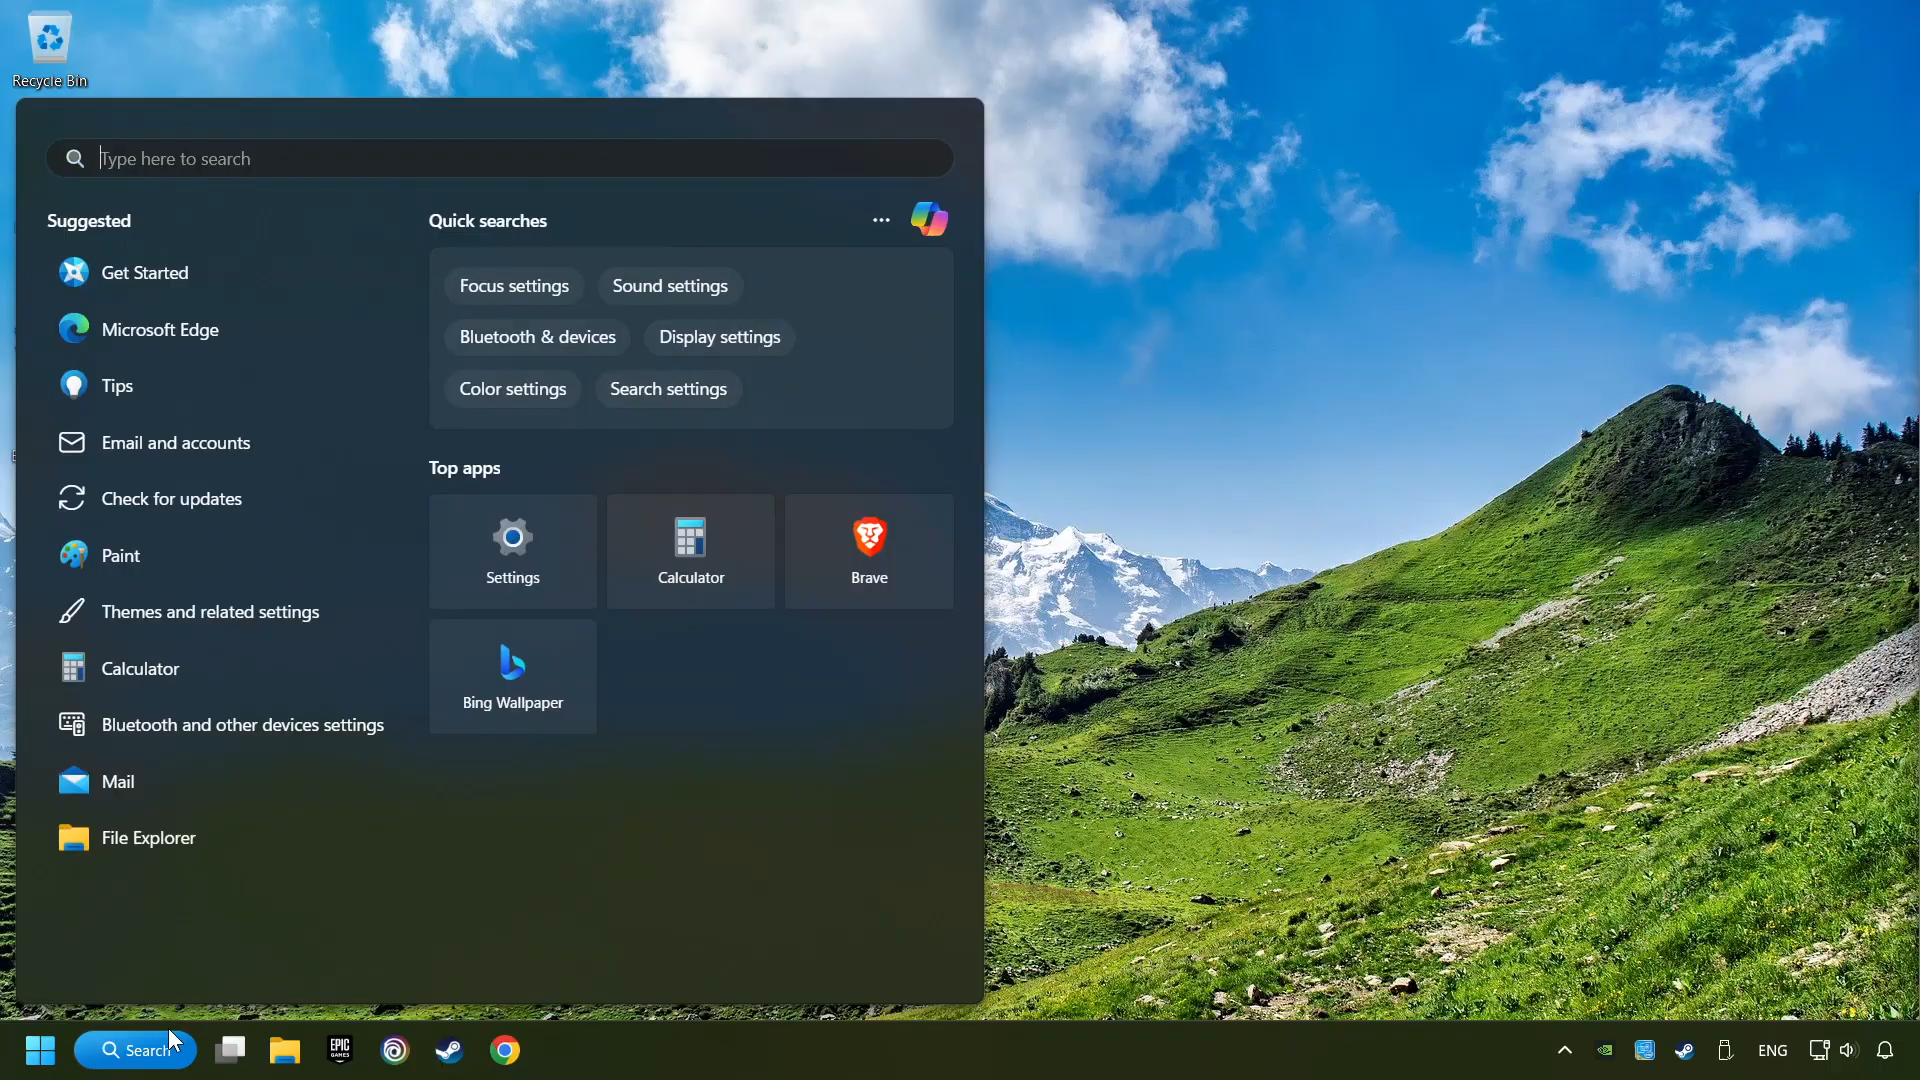 Recycle Bin
Type here to search
Suggested
Get Started
Microsoft Edge
Tips
Email and accounts
Check for updates
Paint
Themes and related settings
Calculator
Bluetooth and other devices settings
Mail
File Explorer
Quick searches
Focus settings
Sound settings
Bluetooth & devices
Display settings
Color settings
Search settings
Top apps
Settings
Calculator
Brave
Bing Wallpaper
Search
EPIC
GAMES
ENG